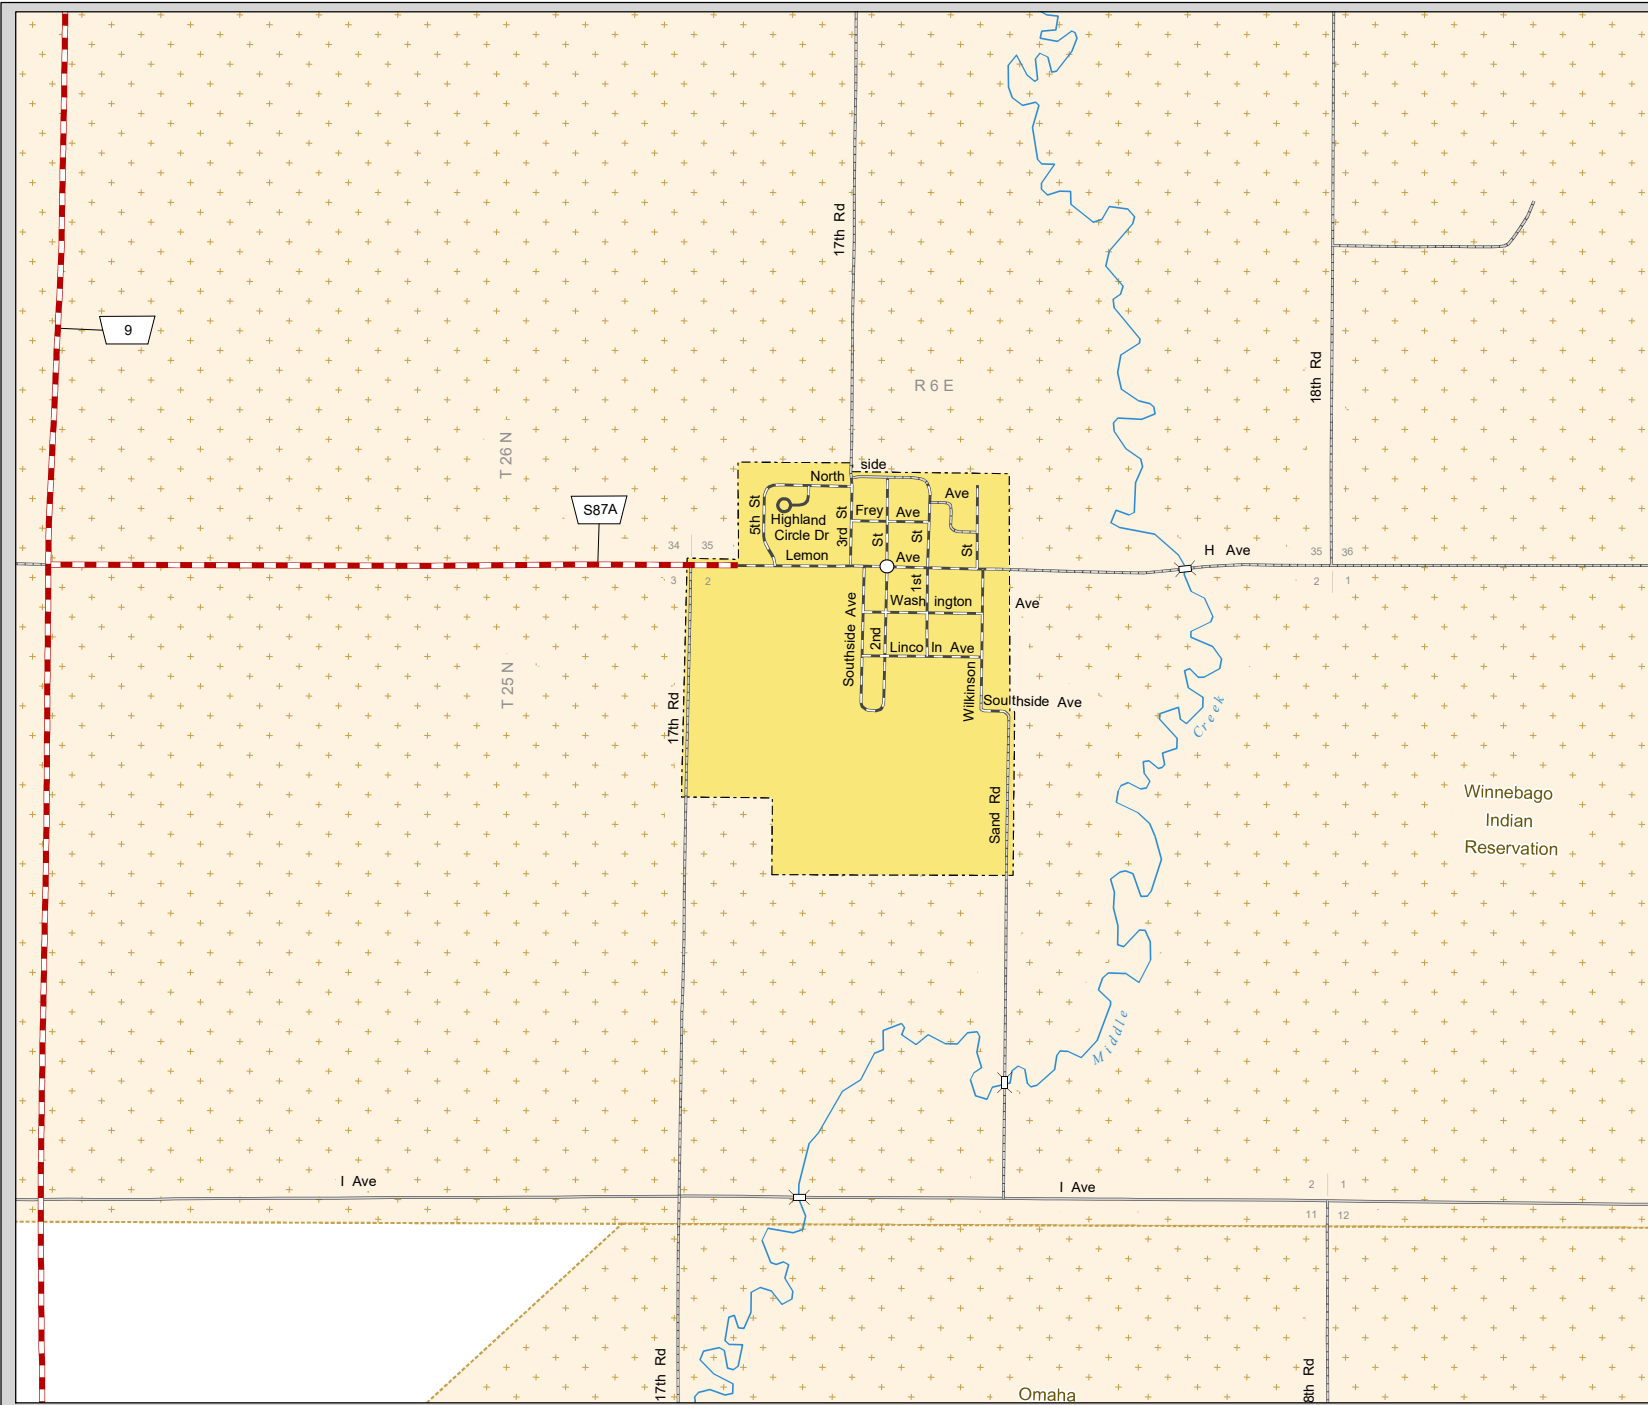 17th Rd
9
18th Rd
R 6 E
T 26 N
side
North
Ave
5th St
S87A
Frey Ave
3rd St
St
St
Highland
Circle Dr
St
34 35
Lemon Ave
H Ave
35 36
3 2
2 1
1st
Wash ington Ave
Southside Ave
2nd
Linco ln Ave
T 25 N
Wilkinson
Southside Ave
17th Rd
Creek
Sand Rd
Winnebago
Indian
Reservation
Middle
I Ave
I Ave
2 1
11 12
17th Rd
8th Rd
Omaha